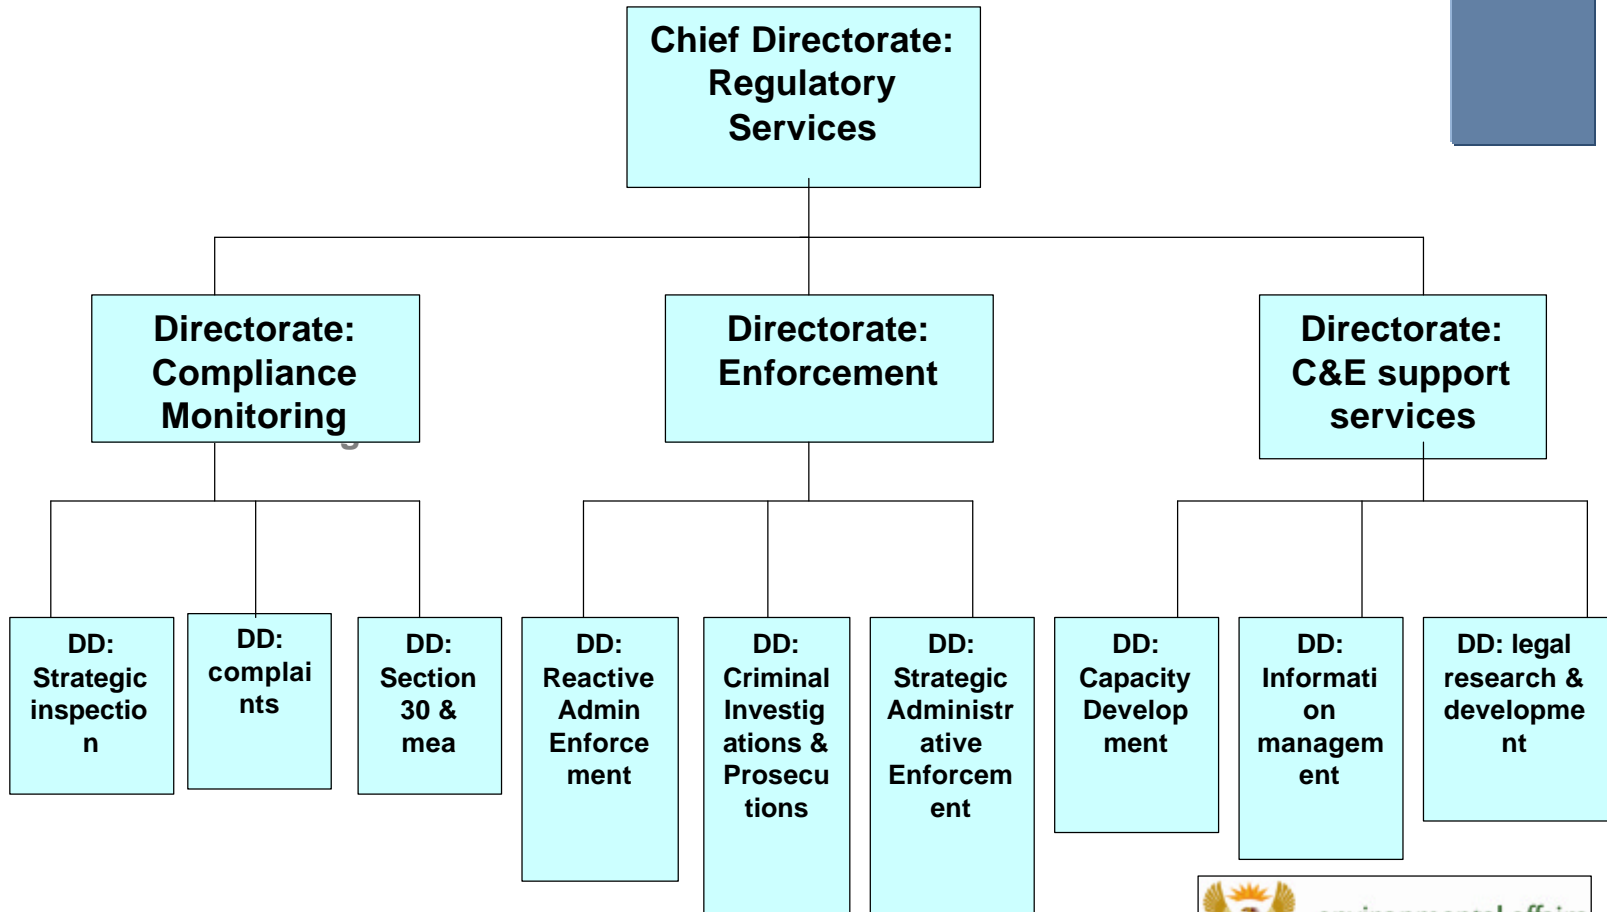 Chief Directorate:
Regulatory
Services
Directorate:
Compliance
Monitoring
Directorate:
Enforcement
Directorate:
C&E support
services
DD:
Strategic
inspectio
n
DD:
complai
nts
DD:
Section
30 &
mea
DD:
Reactive
Admin
Enforce
ment
DD:
Criminal
Investig
ations &
Prosecu
tions
DD:
Strategic
Administr
ative
Enforcem
ent
DD:
Capacity
Develop
ment
DD:
Informati
on
managem
ent
DD: legal
research &
developme
nt
environmental affairs